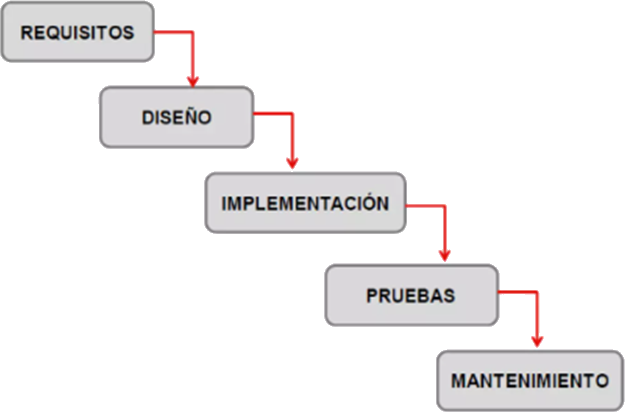 REQUISITOS
DISEÑO
IMPLEMENTACIÓN
PRUEBAS
MANTENIMIENTO